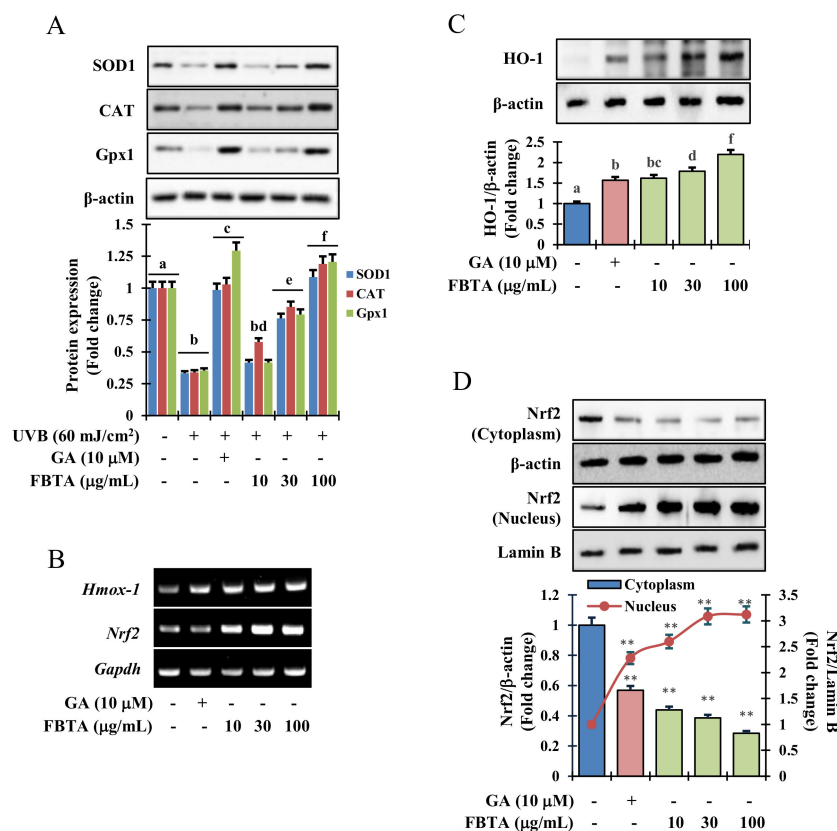 A
SOD1
CAT
Gpx1
β-actin
Protein expression
(Fold change)
1.5
1.25
1
0.75
0.5
0.25
0
a
b
c
bd
e
f
SOD1
CAT
Gpx1
UVB (60 mJ/cm²) - + + + + +
GA (10 μM) - - + - - -
FBTA (μg/mL) - - - 10 30 100
B
Hmox-1
Nrf2
Gapdh
GA (10 μM) - + - - -
FBTA (μg/mL) - - 10 30 100
C
HO-1
β-actin
HO-1/β-actin
(Fold change)
2.5
2
1.5
1
0.5
0
a
b
bc
d
f
GA (10 μM) - + - - -
FBTA (μg/mL) - - 10 30 100
D
Nrf2
(Cytoplasm)
β-actin
Nrf2
(Nucleus)
Lamin B
Cytoplasm
Nucleus
Nrf2/β-actin
(Fold change)
1.2
1
0.8
0.6
0.4
0.2
0
** ** ** **
** ** ** **
3.5
3
2.5
2
1.5
1
0.5
0
Nrf2/Lamin B
(Fold change)
GA (10 μM) - + - - -
FBTA (μg/mL) - - 10 30 100